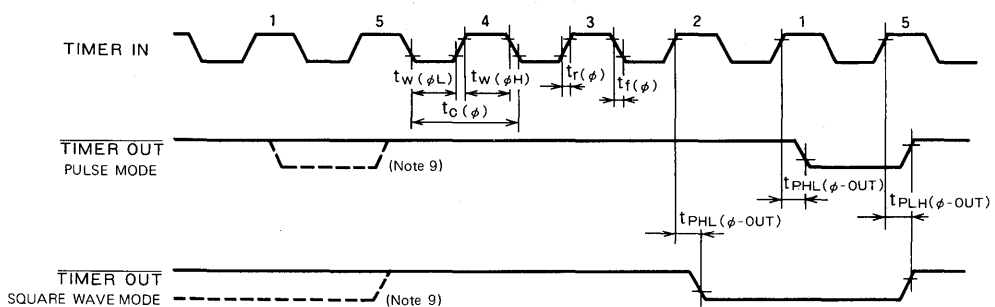 1 5 4 3 2 1 5
TIMER IN
tw(φL) tw(φH) tr(φ) tf(φ)
tc(φ)
TIMER OUT
PULSE MODE
(Note 9)
tPHL(φ-OUT) tPLH(φ-OUT)
tPHL(φ-OUT)
TIMER OUT
SQUARE WAVE MODE
(Note 9)